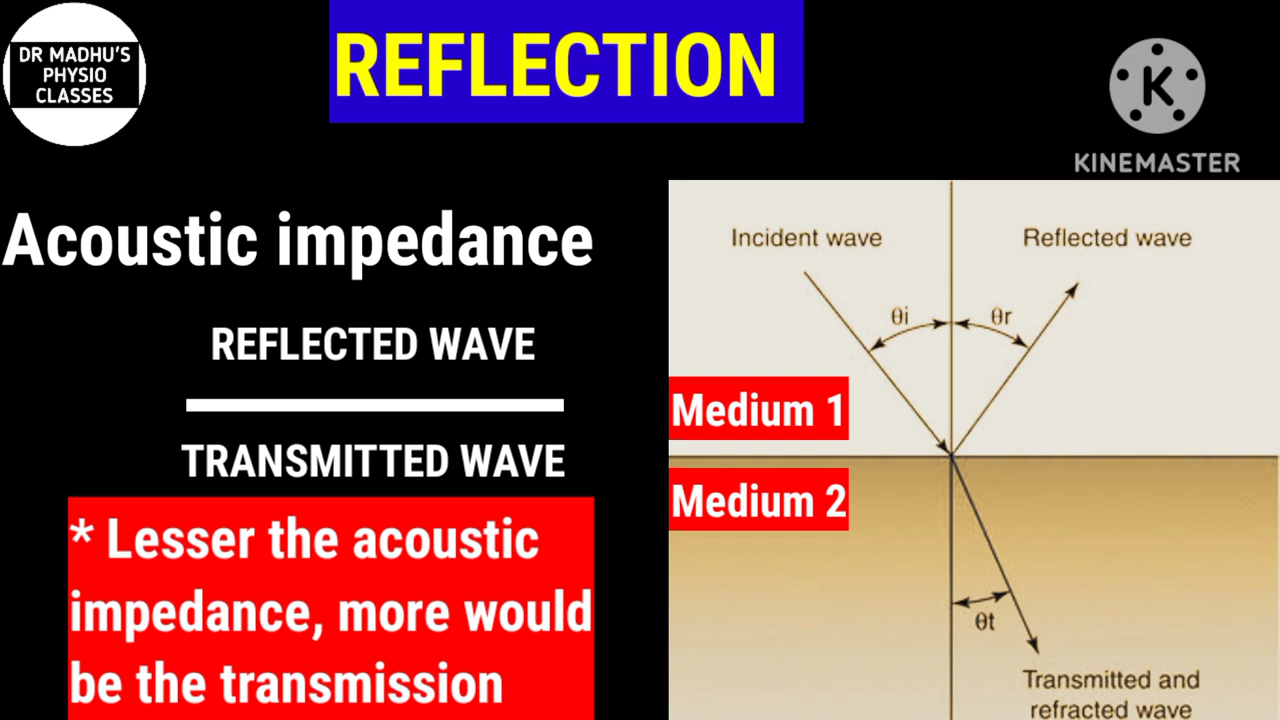 DR MADHU'S
PHYSIO
CLASSES
REFLECTION
K
KINEMASTER
Acoustic impedance
REFLECTED WAVE
TRANSMITTED WAVE
* Lesser the acoustic
impedance, more would
be the transmission
Incident wave
Reflected wave
θi
θr
Medium 1
Medium 2
θt
Transmitted and
refracted wave